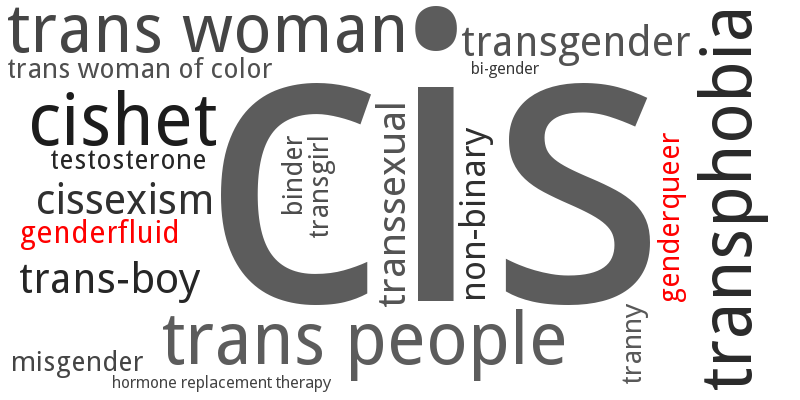 trans woman
transgender
trans woman of color
bi-gender
cishet
cis
testosterone
cissexism
genderfluid
trans-boy
binder
transgirl
transsexual
non-binary
genderqueer
transphobia
trans people
tranny
misgender
hormone replacement therapy